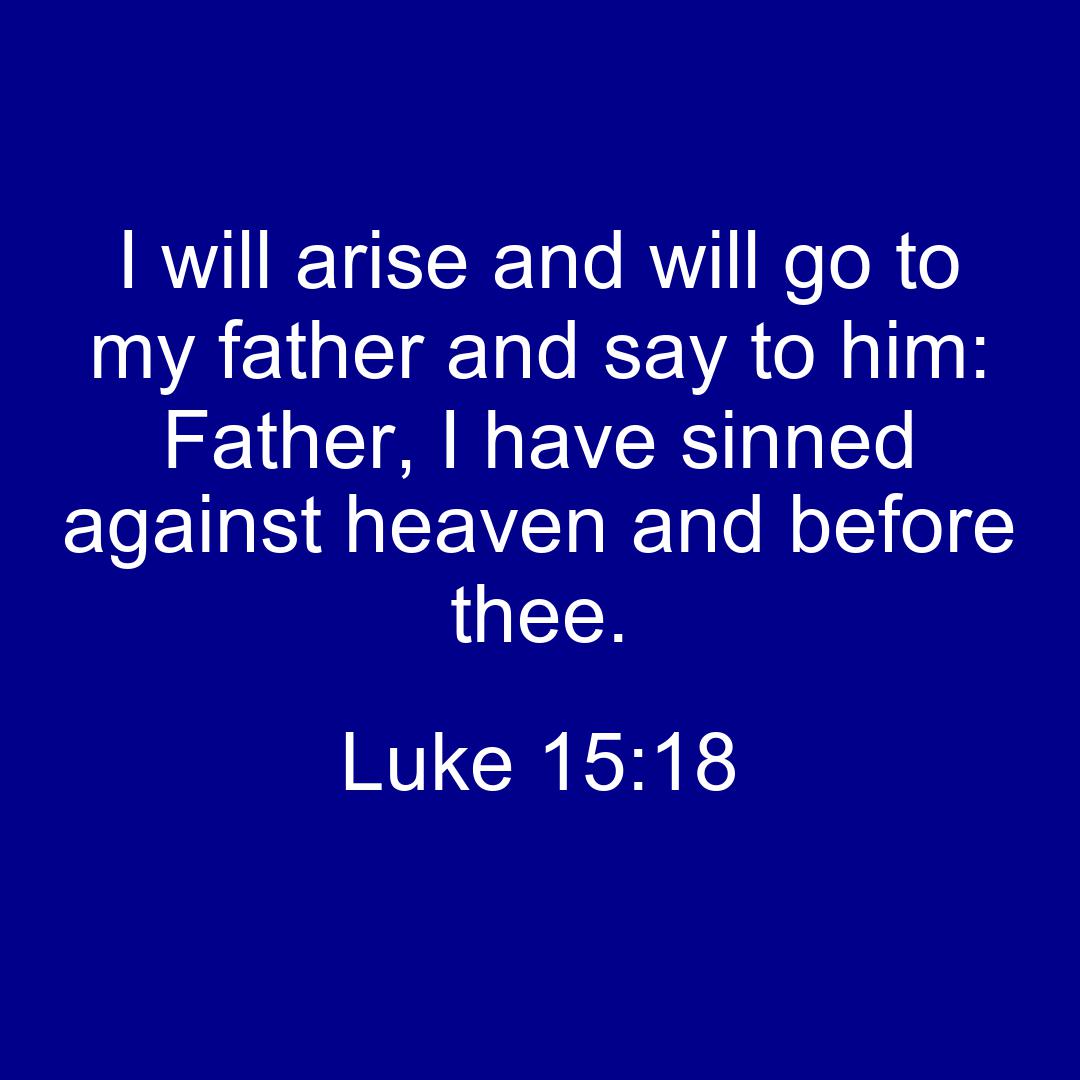 I will arise and will go to
my father and say to him:
Father, I have sinned
against heaven and before
thee.
Luke 15:18